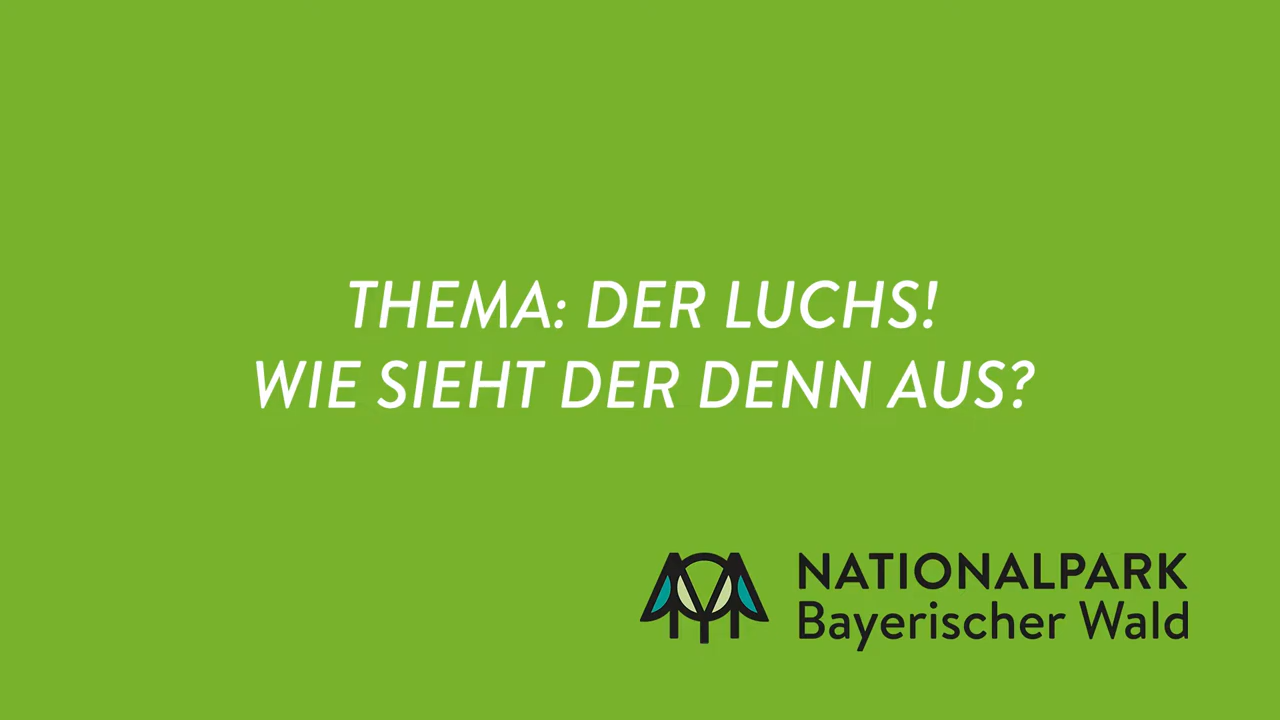 THEMA: DER LUCHS!
WIE SIEHT DER DENN AUS?
NATIONALPARK
Bayerischer Wald